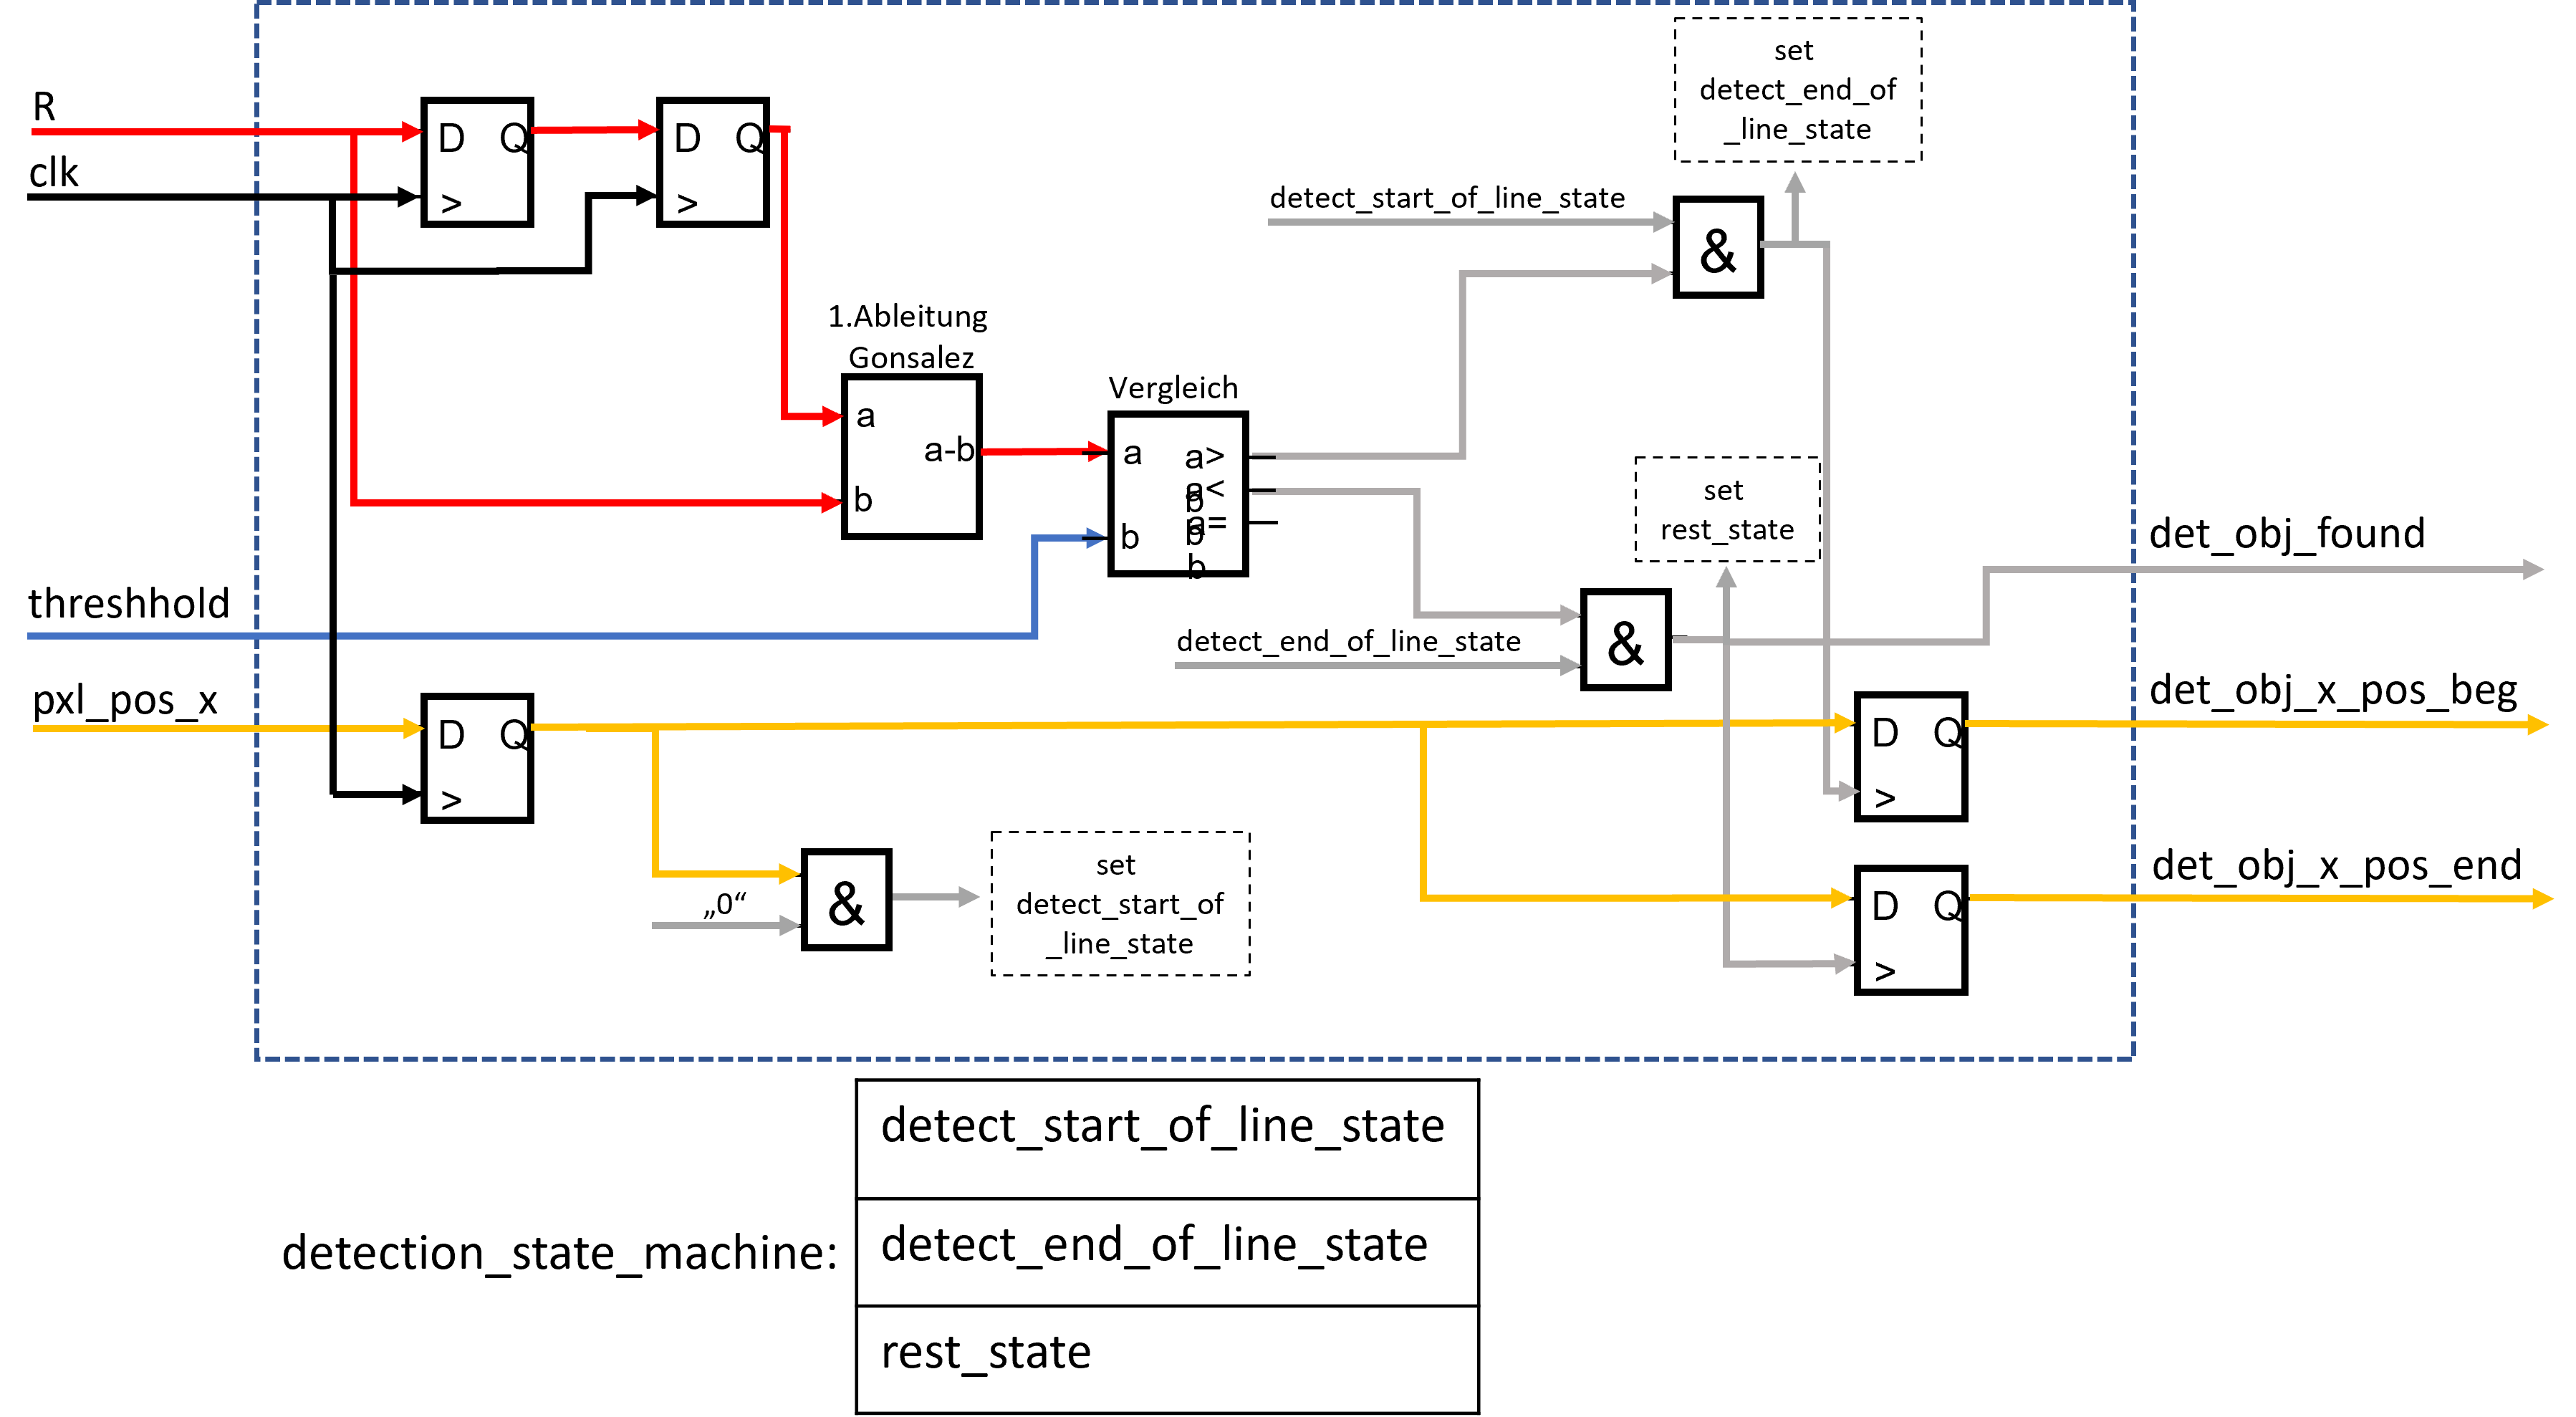 set
detect_end_of
_line_state
R
D Q
D Q
clk
>
>
detect_start_of_line_state
&
1.Ableitung
Gonsalez
Vergleich
a
a-b
b
a
b
a>
b
a<
b
a=
b
set
rest_state
det_obj_found
threshhold
detect_end_of_line_state
&
pxl_pos_x
D Q
>
D Q
>
det_obj_x_pos_beg
„0“
&
set
detect_start_of
_line_state
D Q
>
det_obj_x_pos_end
detection_state_machine:
detect_start_of_line_state
detect_end_of_line_state
rest_state